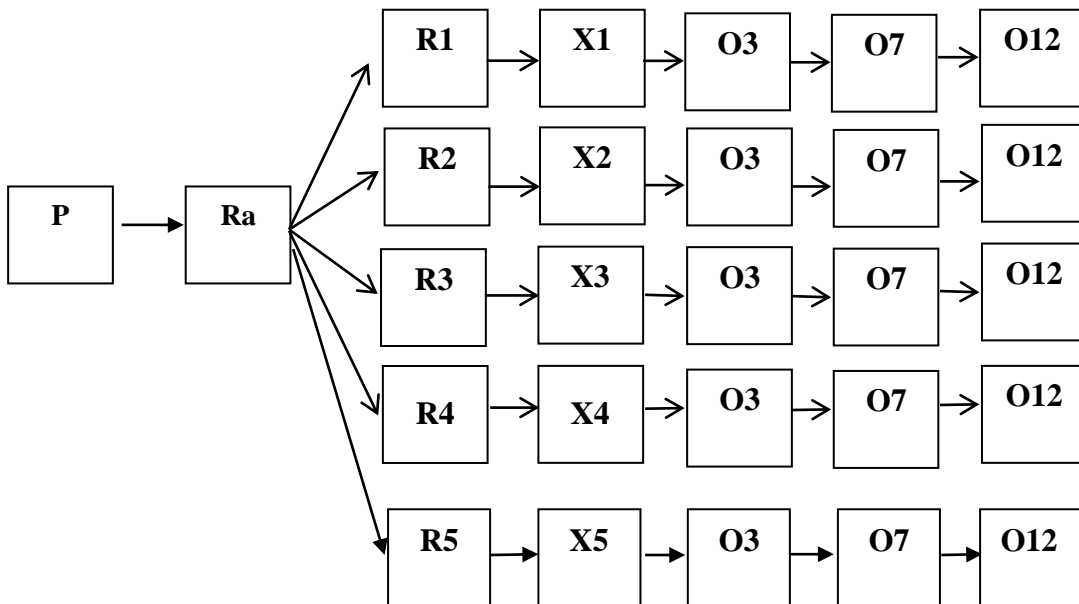 R1 X1 O3 O7 O12
R2 X2 O3 O7 O12
P Ra
R3 X3 O3 O7 O12
R4 X4 O3 O7 O12
R5 X5 O3 O7 O12